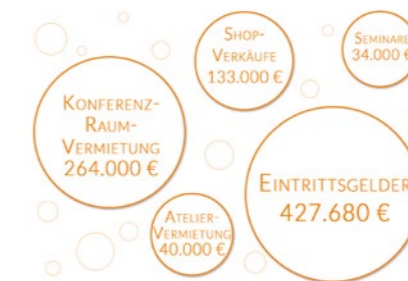 Shop-
Verkäufe
133.000 €
Seminare
34.000 €
Konferenz-
Raum-
Vermietung
264.000 €
Eintrittsgelder
427.680 €
Atelier-
Vermietung
40.000 €